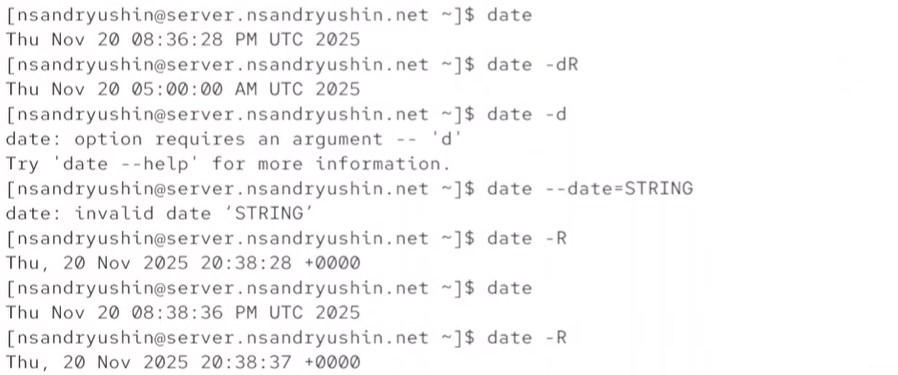 [nsandryushin@server.nsandryushin.net ~]$ date
Thu Nov 20 08:36:28 PM UTC 2025
[nsandryushin@server.nsandryushin.net ~]$ date -dR
Thu Nov 20 05:00:00 AM UTC 2025
[nsandryushin@server.nsandryushin.net ~]$ date -d
date: option requires an argument -- 'd'
Try 'date --help' for more information.
[nsandryushin@server.nsandryushin.net ~]$ date --date=STRING
date: invalid date ‘STRING’
[nsandryushin@server.nsandryushin.net ~]$ date -R
Thu, 20 Nov 2025 20:38:28 +0000
[nsandryushin@server.nsandryushin.net ~]$ date
Thu Nov 20 08:38:36 PM UTC 2025
[nsandryushin@server.nsandryushin.net ~]$ date -R
Thu, 20 Nov 2025 20:38:37 +0000